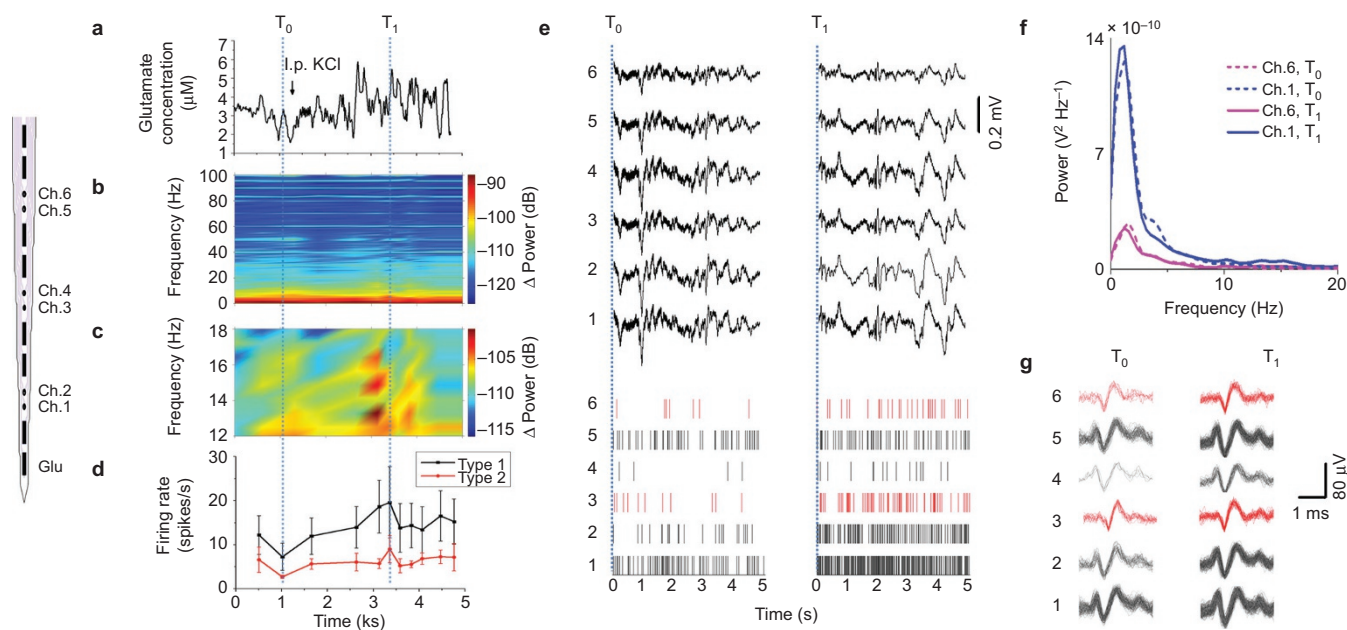 Ch.6
Ch.5
Ch.4
Ch.3
Ch.2
Ch.1
Glu
a
T0
T1
I.p. KCl
Glutamate
concentration
(μM)
7
6
5
4
3
2
1
b
Frequency (Hz)
100
80
60
40
20
0
–90
–100
–110
–120
Δ Power (dB)
c
Frequency (Hz)
18
16
14
12
–105
–110
–115
Δ Power (dB)
d
Firing rate
(spikes/s)
30
20
10
0
Type 1
Type 2
0 1 2 3 4 5
Time (ks)
e
T0
T1
6
5
4
3
2
1
0.2 mV
6
5
4
3
2
1
0 1 2 3 4 5
0 1 2 3 4 5
Time (s)
f
× 10–10
14
7
0
Power (V2 Hz–1)
Ch.6, T0
Ch.1, T0
Ch.6, T1
Ch.1, T1
0 10 20
Frequency (Hz)
g
T0
T1
6
5
4
3
2
1
80 μV
1 ms